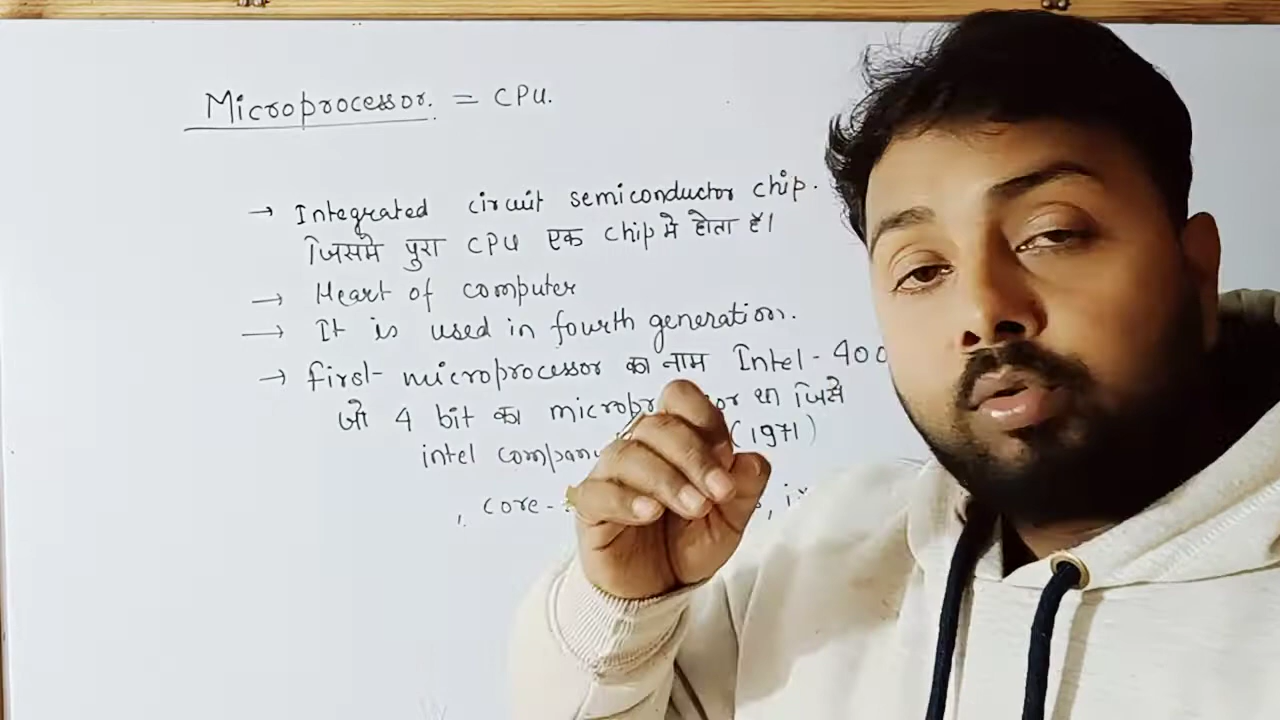 Microprocessor. = CPU.
→ Integrated circuit semiconductor chip.
जिसमे पुरा CPU एक chip मे होता है।
→ Heart of computer
→ It is used in fourth generation.
→ first microprocessor का नाम Intel - 400
जो 4 bit का था जिसे
intel (1971)
, core - ,